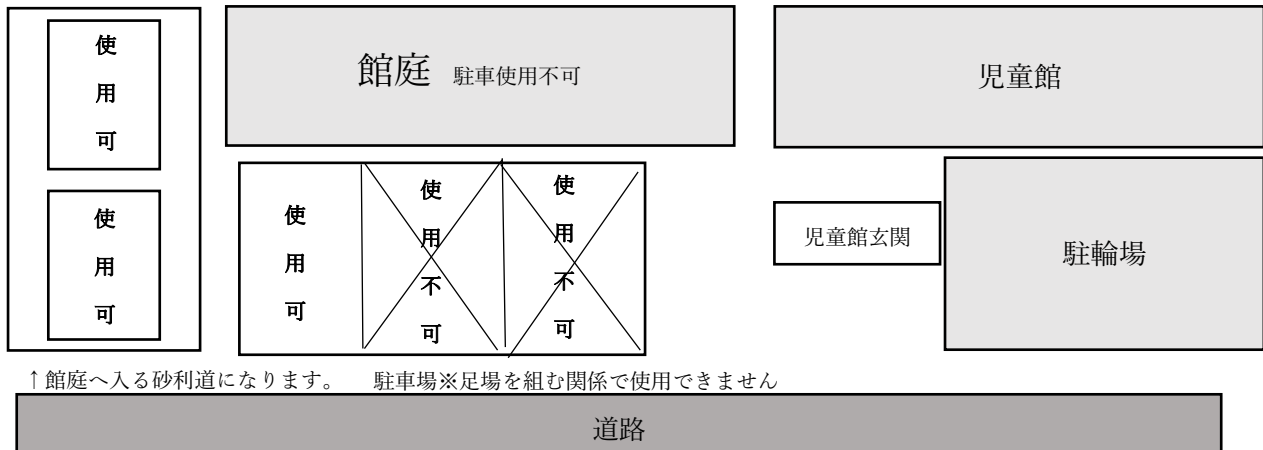 使用可
使用可
館庭 駐車使用不可
使用可
使用不可
使用不可
児童館
児童館玄関
駐輪場
↑館庭へ入る砂利道になります。
駐車場※足場を組む関係で使用できません
道路